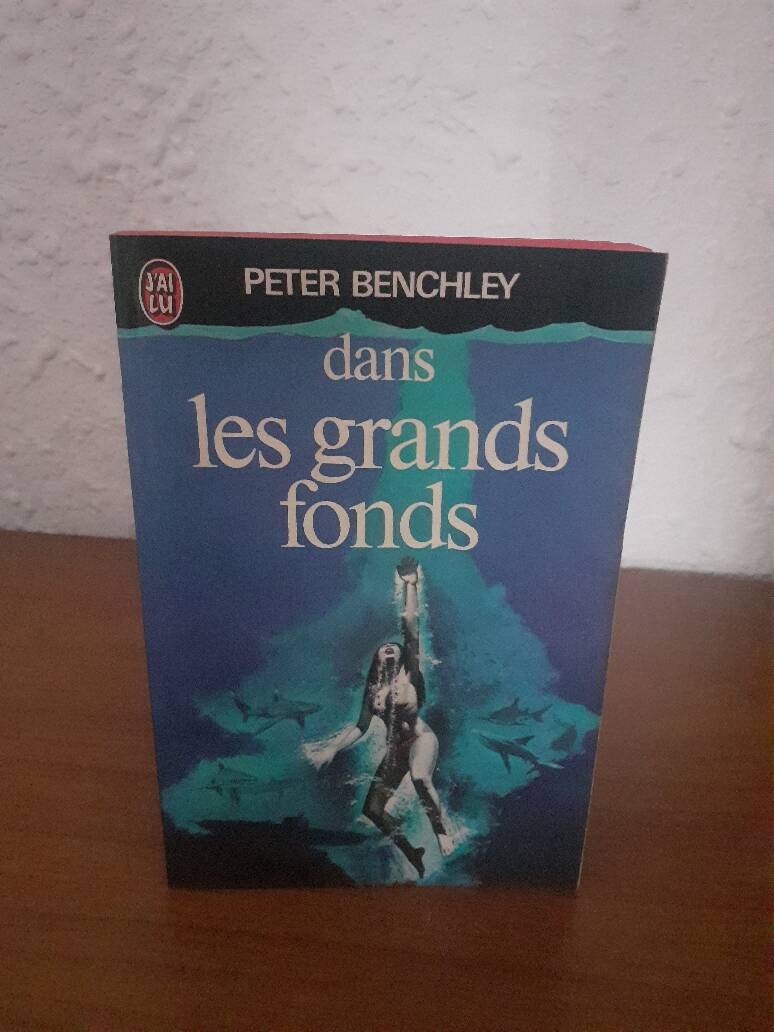 J'AI
LU
PETER BENCHLEY
dans
les grands
fonds